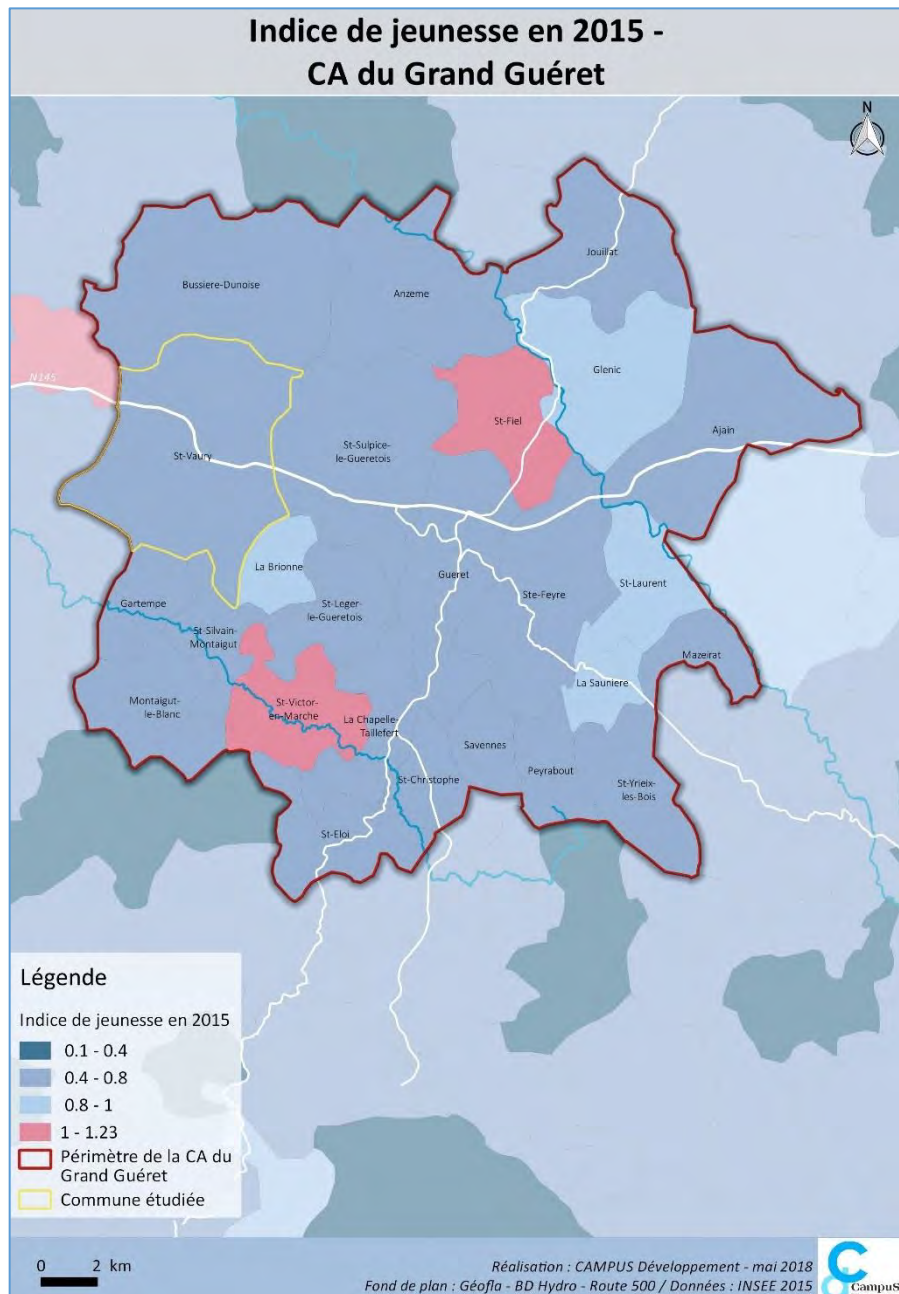 Indice de jeunesse en 2015 -
CA du Grand Guéret
N
Jouillat
Bussiere-Dunoise
Anzeme
Glenic
N145
St-Fiel
Ajain
St-Sulpice-
le-Gueretois
St-Vaury
La Brionne
Gueret
St-Laurent
Ste-Feyre
Gartempe
St-Leger-
le-Gueretois
St-Silvain-
Montaigut
Mazeirat
La Sauniere
Montaigut-
le-Blanc
St-Victor-
en-Marche
La Chapelle-
Taillefert
Savennes
St-Christophe
Peyrabout
St-Yrieix-
les-Bois
St-Eloi
Légende
Indice de jeunesse en 2015
0.1 - 0.4
0.4 - 0.8
0.8 - 1
1 - 1.23
Périmètre de la CA du
Grand Guéret
Commune étudiée
0 2 km
Réalisation : CAMPUS Développement - mai 2018
Fond de plan : Géofla - BD Hydro - Route 500 / Données : INSEE 2015
CampuS